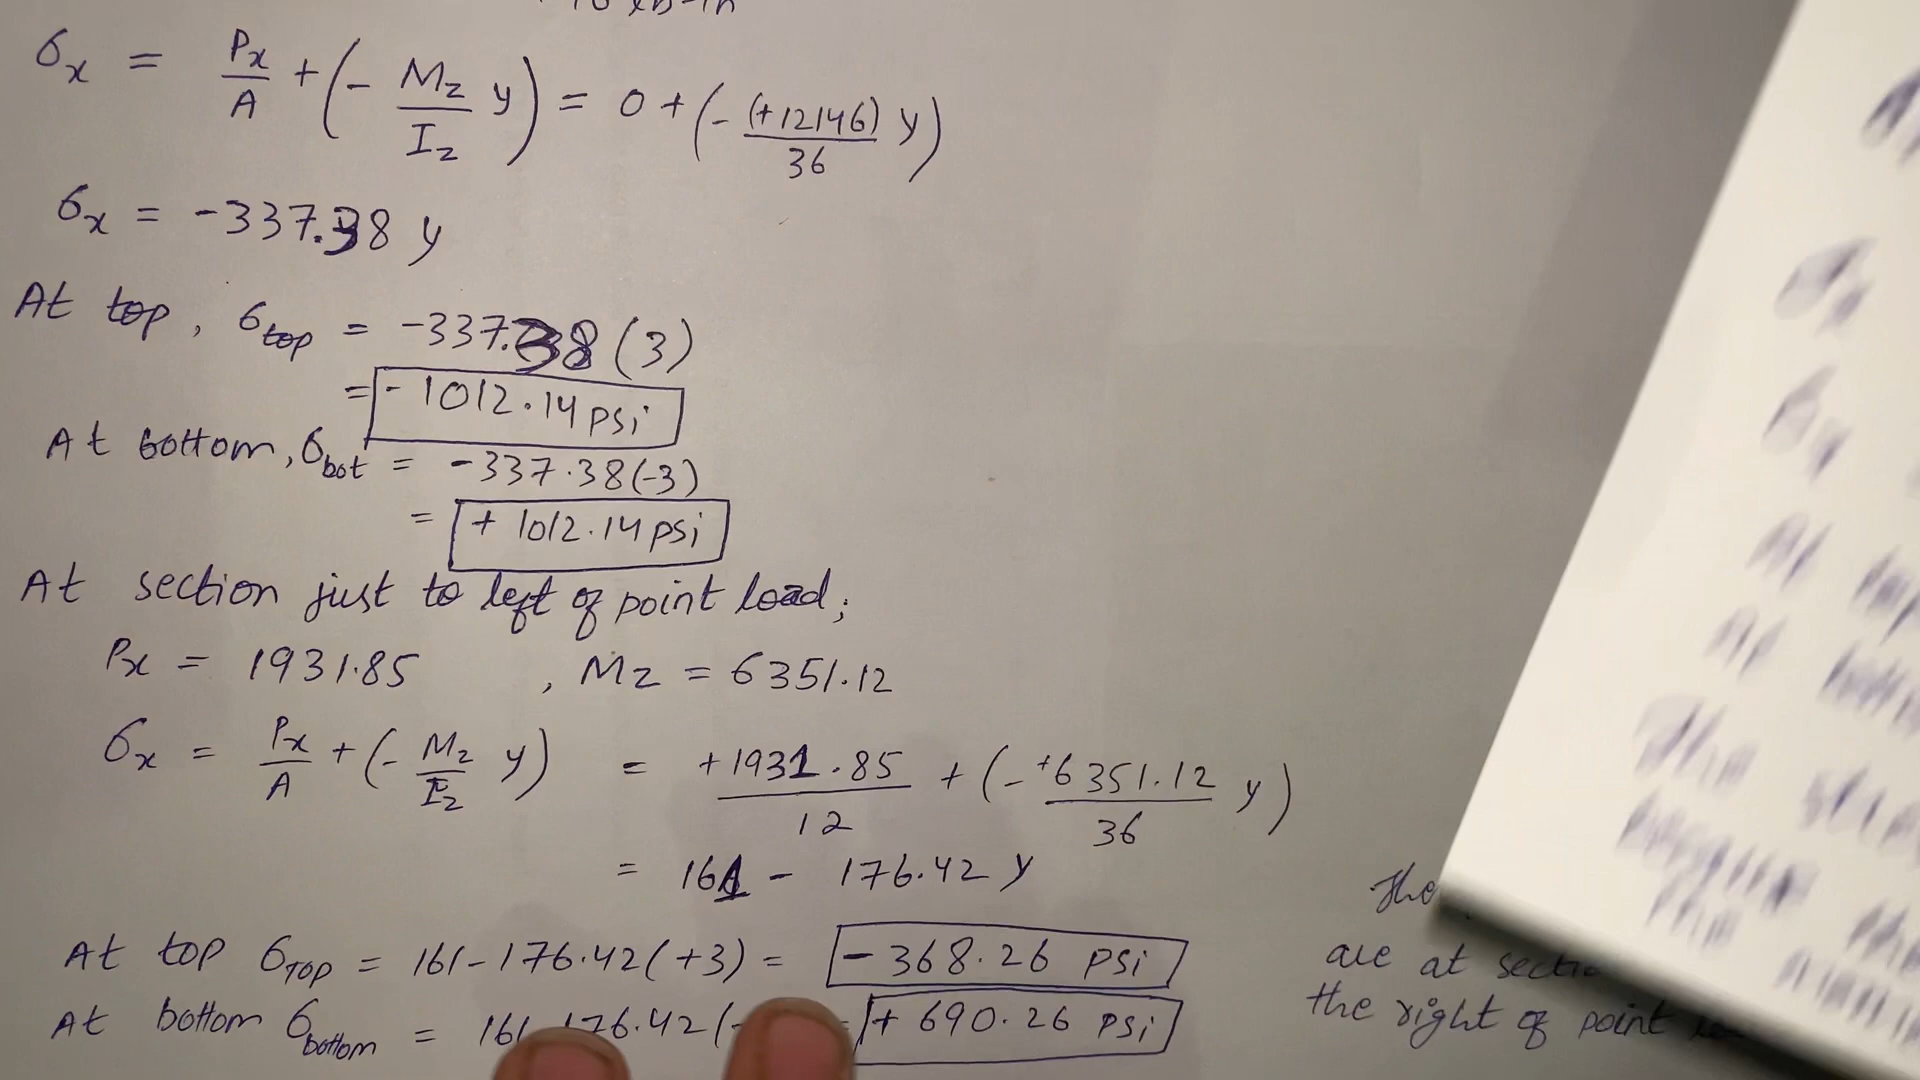 σx = Px/A + (- Mz/Iz y) = 0 + (- (+12146)/36 y)
σx = -337.38 y
At top, σtop = -337.38 (3)
= -1012.14 psi
At bottom, σbot = -337.38(-3)
= +1012.14 psi
At section just to left of point load;
Px = 1931.85 , Mz = 6351.12
σx = Px/A + (- Mz/Iz y) = +1931.85/12 + (- +6351.12/36 y)
= 161 - 176.42 y
At top σTOP = 161-176.42(+3) = -368.26 psi
At bottom σbottom = 161 176.42(- = + 690.26 psi
are at
the right of point